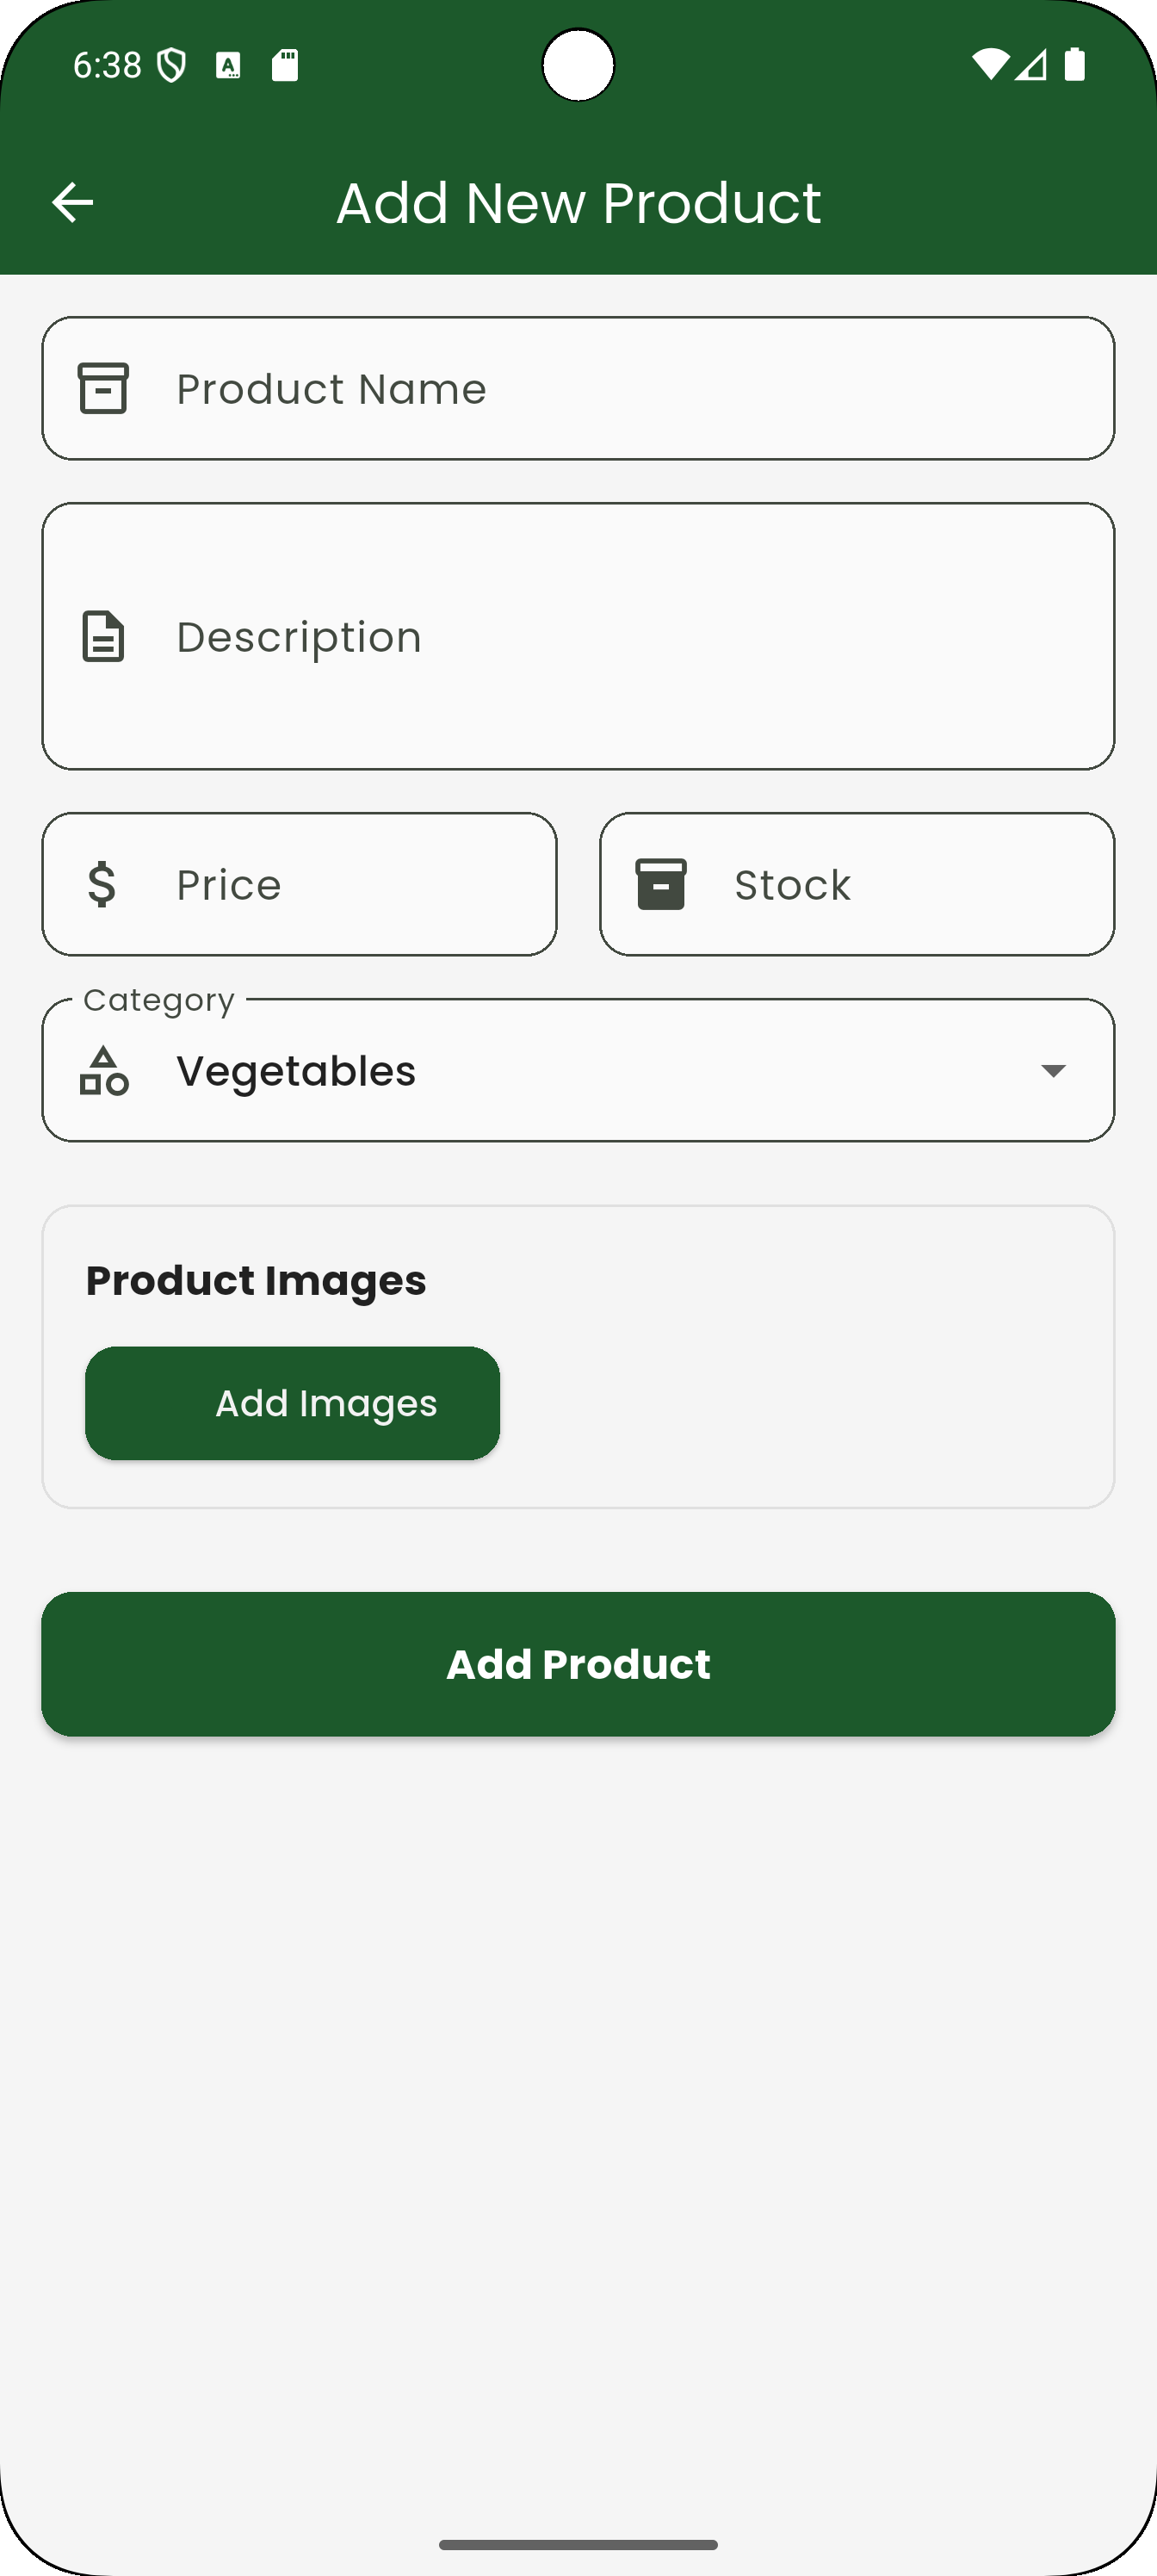 6:38
Add New Product
Product Name
Description
Price
Stock
Category
Vegetables
Product Images
Add Images
Add Product